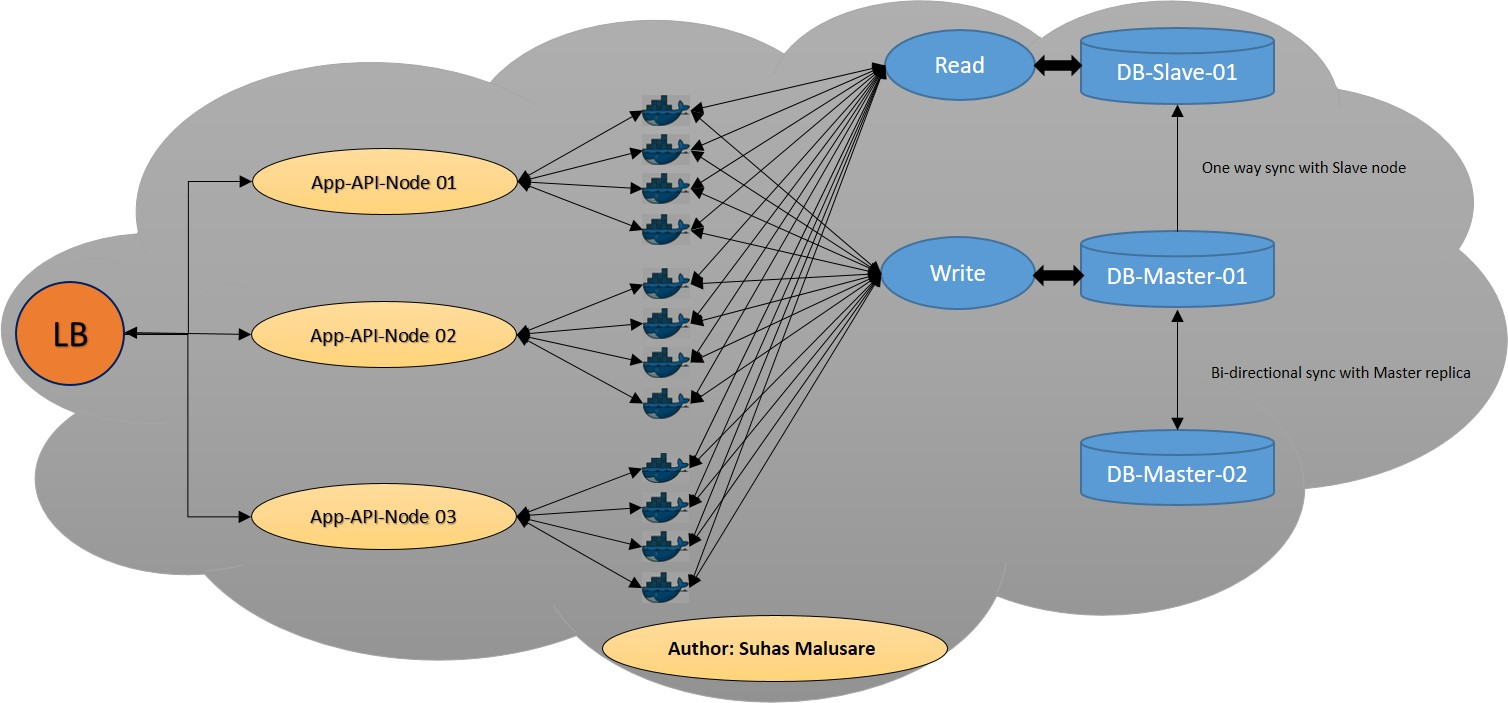 Read
DB-Slave-01
One way sync with Slave node
App-API-Node 01
Write
DB-Master-01
LB
App-API-Node 02
Bi-directional sync with Master replica
DB-Master-02
App-API-Node 03
Author: Suhas Malusare